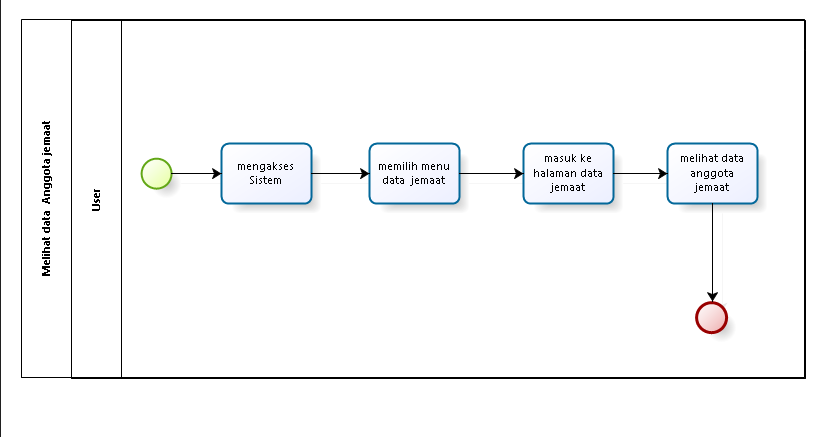 Melihat data Anggota jemaat
User
mengakses
Sistem
memilih menu
data jemaat
masuk ke
halaman data
jemaat
melihat data
anggota
jemaat